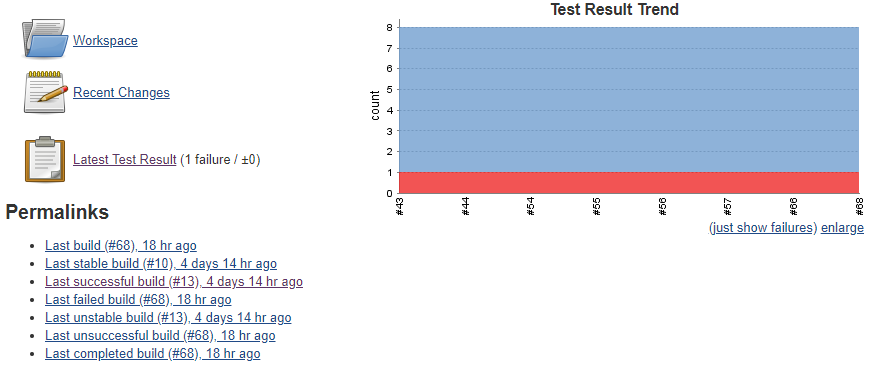 Workspace
Recent Changes
Latest Test Result (1 failure / ±0)
Test Result Trend
count
8
7
6
5
4
3
2
1
0
#43
#44
#54
#55
#56
#57
#66
#68
(just show failures) enlarge
Permalinks
Last build (#68), 18 hr ago
Last stable build (#10), 4 days 14 hr ago
Last successful build (#13), 4 days 14 hr ago
Last failed build (#68), 18 hr ago
Last unstable build (#13), 4 days 14 hr ago
Last unsuccessful build (#68), 18 hr ago
Last completed build (#68), 18 hr ago